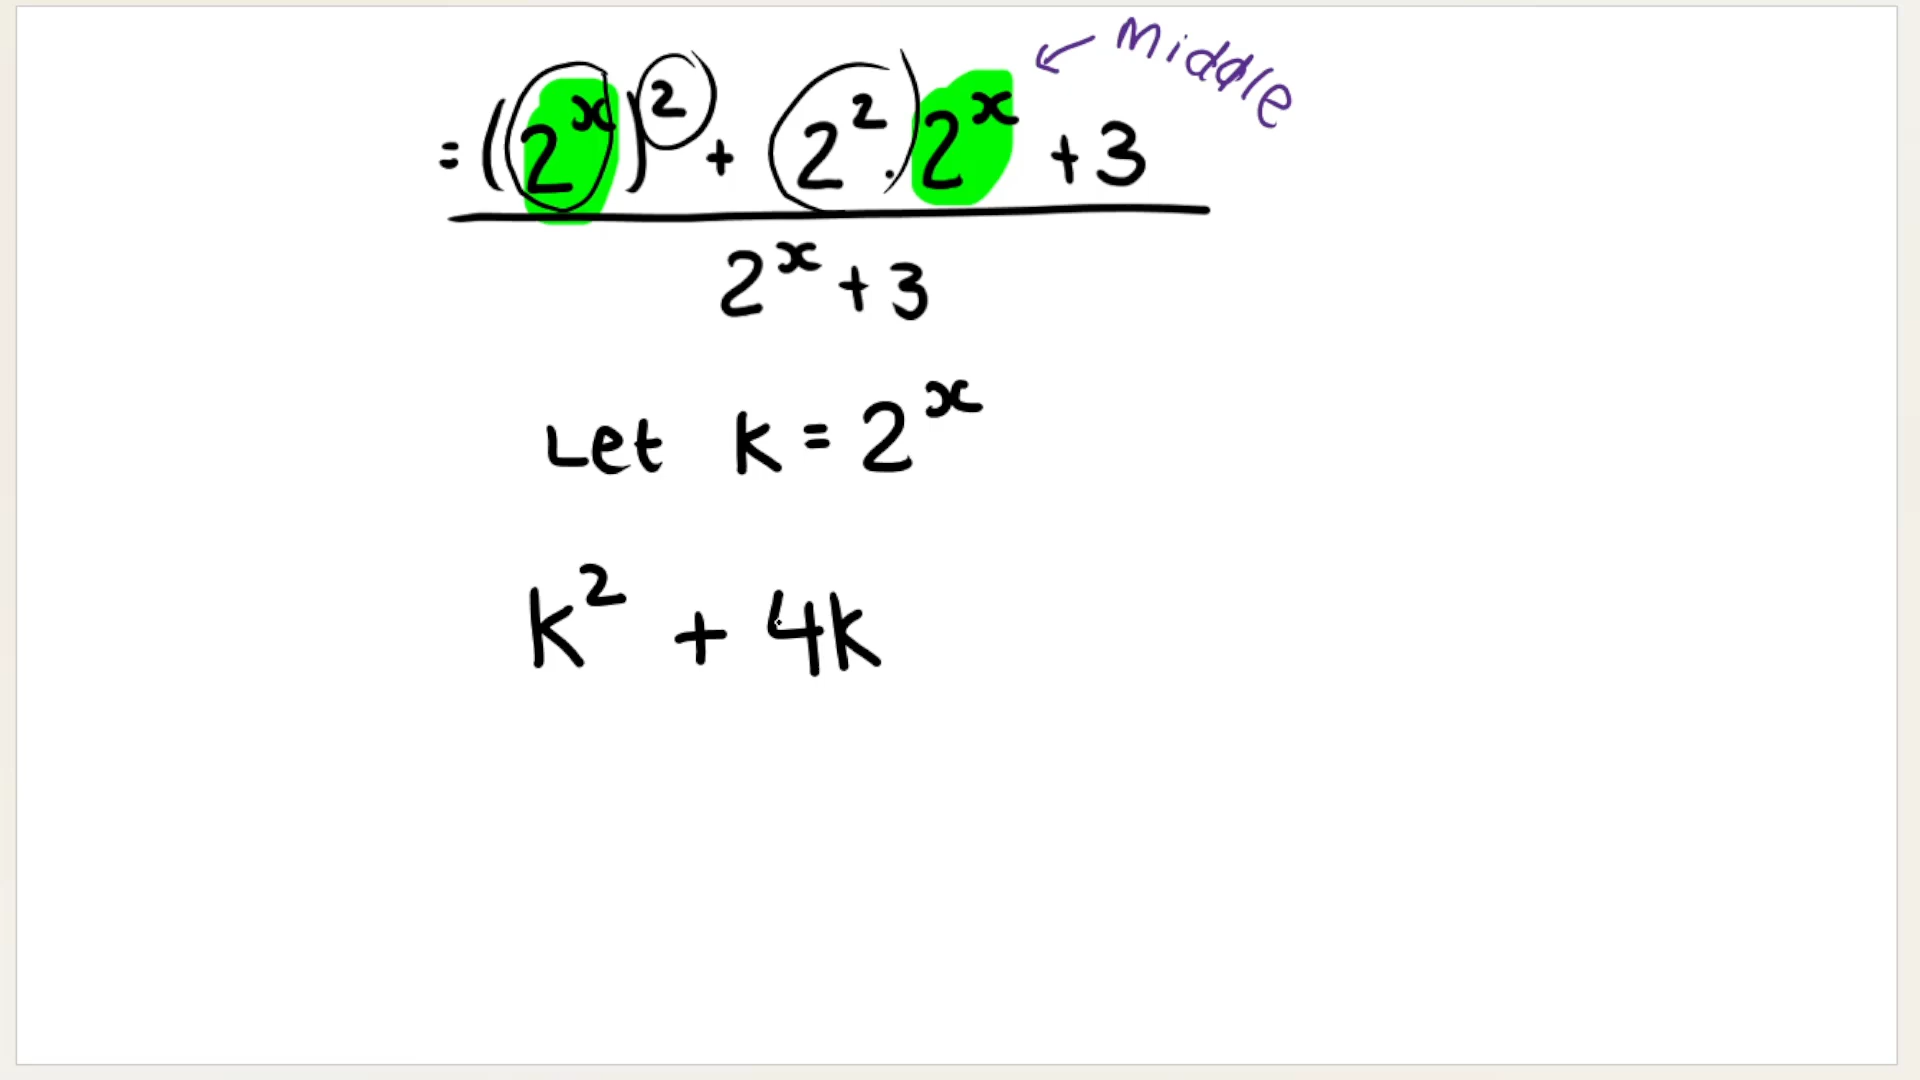 Middle
= ((2^x)^2 + (2^2).2^x + 3
2^x + 3
Let k = 2^x
k^2 + 4k